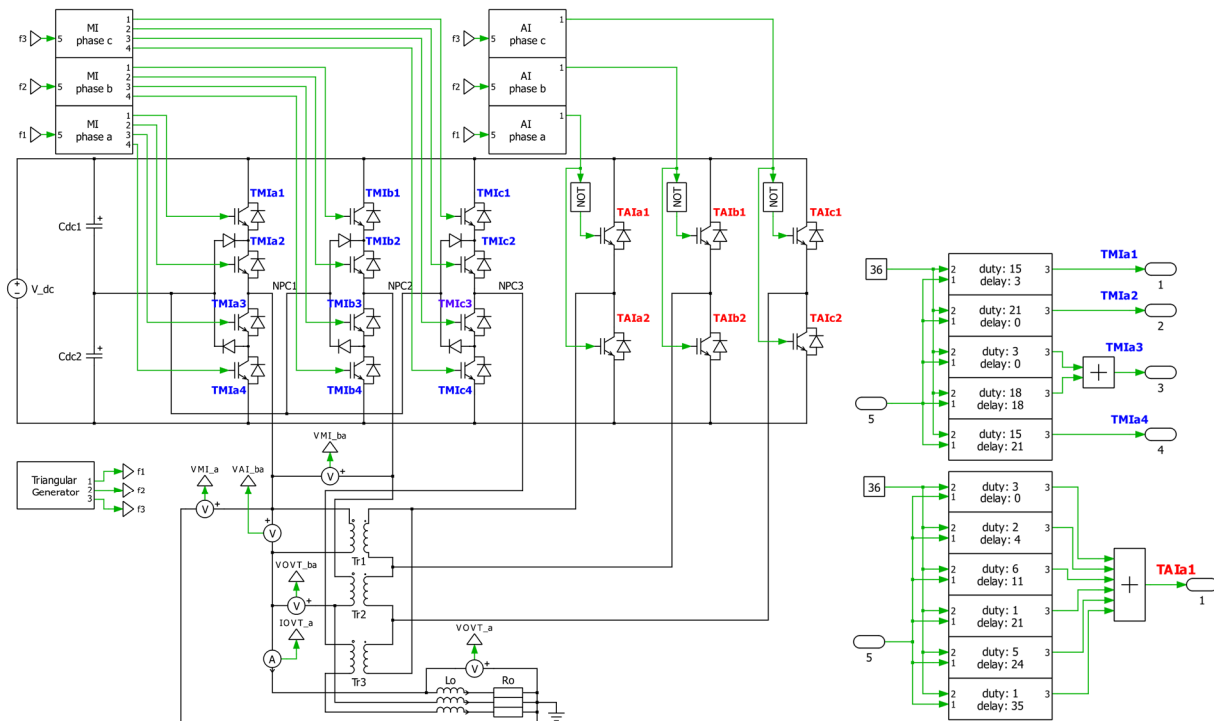 MI
phase c
1
2
3
4
f3
5
MI
phase b
1
2
3
4
f2
5
MI
phase a
1
2
3
4
f1
5
AI
phase c
1
f3
5
AI
phase b
1
f2
5
AI
phase a
1
f1
5
NOT
NOT
NOT
TMIa1
TMIb1
TMIc1
TAIa1
TAIb1
TAIc1
Cdc1
+
TMIa2
TMIb2
TMIc2
V_dc
+
NPC1
NPC2
NPC3
TMIa3
TMIb3
TMIc3
TAIa2
TAIb2
TAIc2
Cdc2
+
TMIa4
TMIb4
TMIc4
Triangular
Generator
1
2
3
f1
f2
f3
VMI_ba
V
+
VMI_a
V
+
VAI_ba
V
+
Tr1
VOVT_ba
V
+
Tr2
IOVT_a
A
Tr3
VOVT_a
V
+
Lo
Ro
36
2
1
duty: 15
delay: 3
3
TMIa1
1
2
1
duty: 21
delay: 0
3
TMIa2
2
2
1
duty: 3
delay: 0
3
TMIa3
+
3
2
1
duty: 18
delay: 18
3
5
2
1
duty: 15
delay: 21
3
TMIa4
4
36
2
1
duty: 3
delay: 0
3
2
1
duty: 2
delay: 4
3
2
1
duty: 6
delay: 11
3
+
TAIa1
1
2
1
duty: 1
delay: 21
3
5
2
1
duty: 5
delay: 24
3
2
1
duty: 1
delay: 35
3